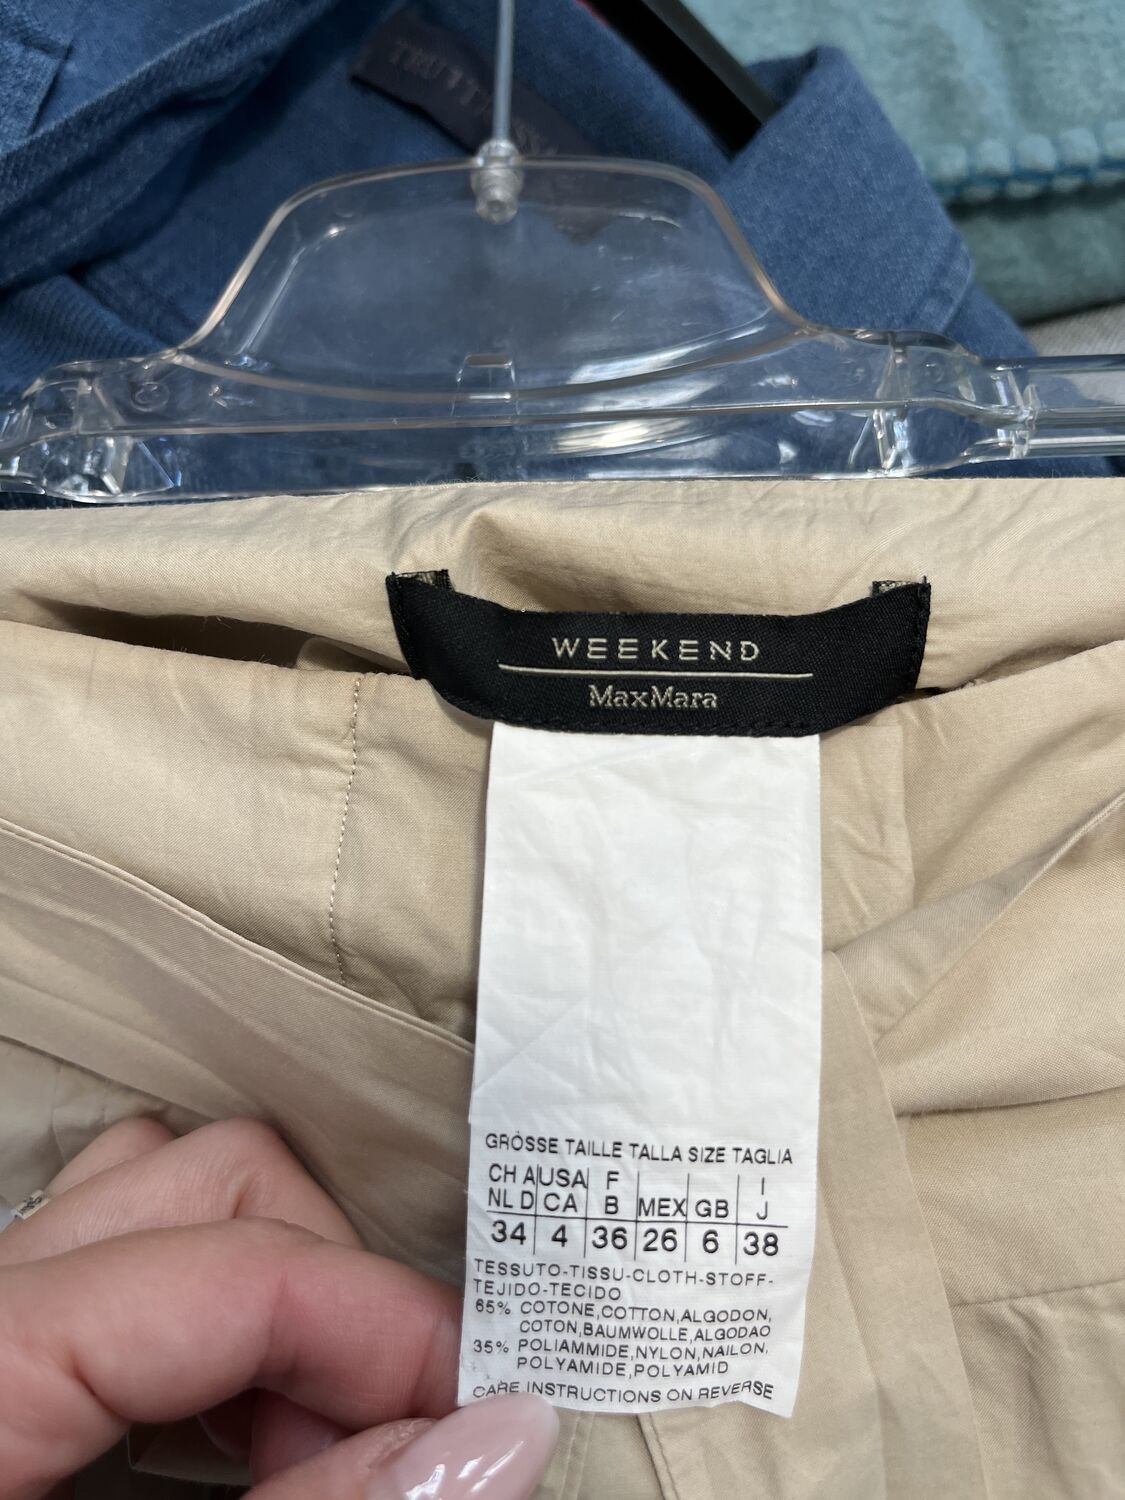 WEEKEND
MaxMara
GRÖSSE TAILLE TALLA SIZE TAGLIA
CH A USA F I
NL D CA B MEX GB J
34 4 36 26 6 38
TESSUTO-TISSU-CLOTH-STOFF-
TEJIDO-TECIDO
65% COTONE,COTTON,ALGODON,
COTON,BAUMWOLLE,ALGODAO
35% POLIAMMIDE,NYLON,NAILON,
POLYAMIDE,POLYAMID
CARE INSTRUCTIONS ON REVERSE